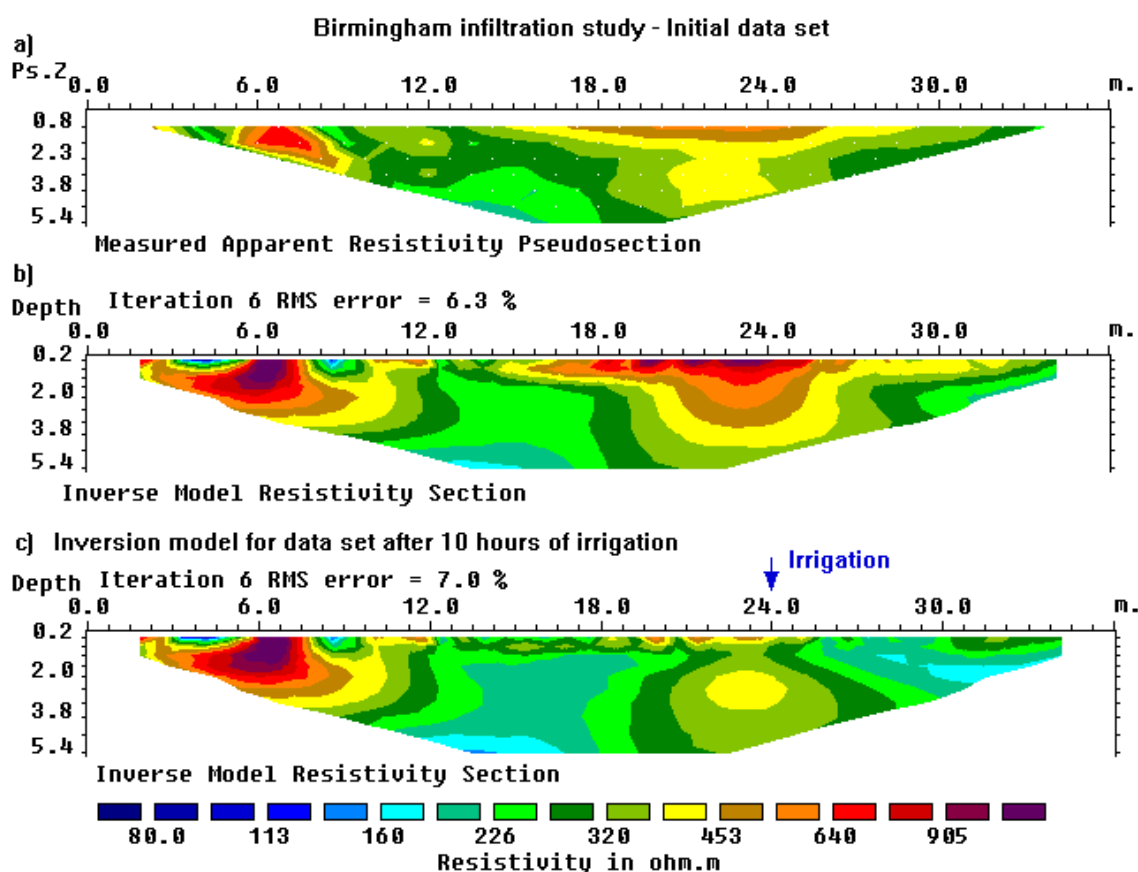 Birmingham infiltration study - Initial data set
a)
Ps.Z
0.0 6.0 12.0 18.0 24.0 30.0 m.
0.8
2.3
3.8
5.4
Measured Apparent Resistivity Pseudosection
b)
Depth Iteration 6 RMS error = 6.3 %
0.0 6.0 12.0 18.0 24.0 30.0 m.
0.2
2.0
3.8
5.4
Inverse Model Resistivity Section
c) Inversion model for data set after 10 hours of irrigation
Irrigation
Depth Iteration 6 RMS error = 7.0 %
0.0 6.0 12.0 18.0 24.0 30.0 m.
0.2
2.0
3.8
5.4
Inverse Model Resistivity Section
80.0 113 160 226 320 453 640 905
Resistivity in ohm.m